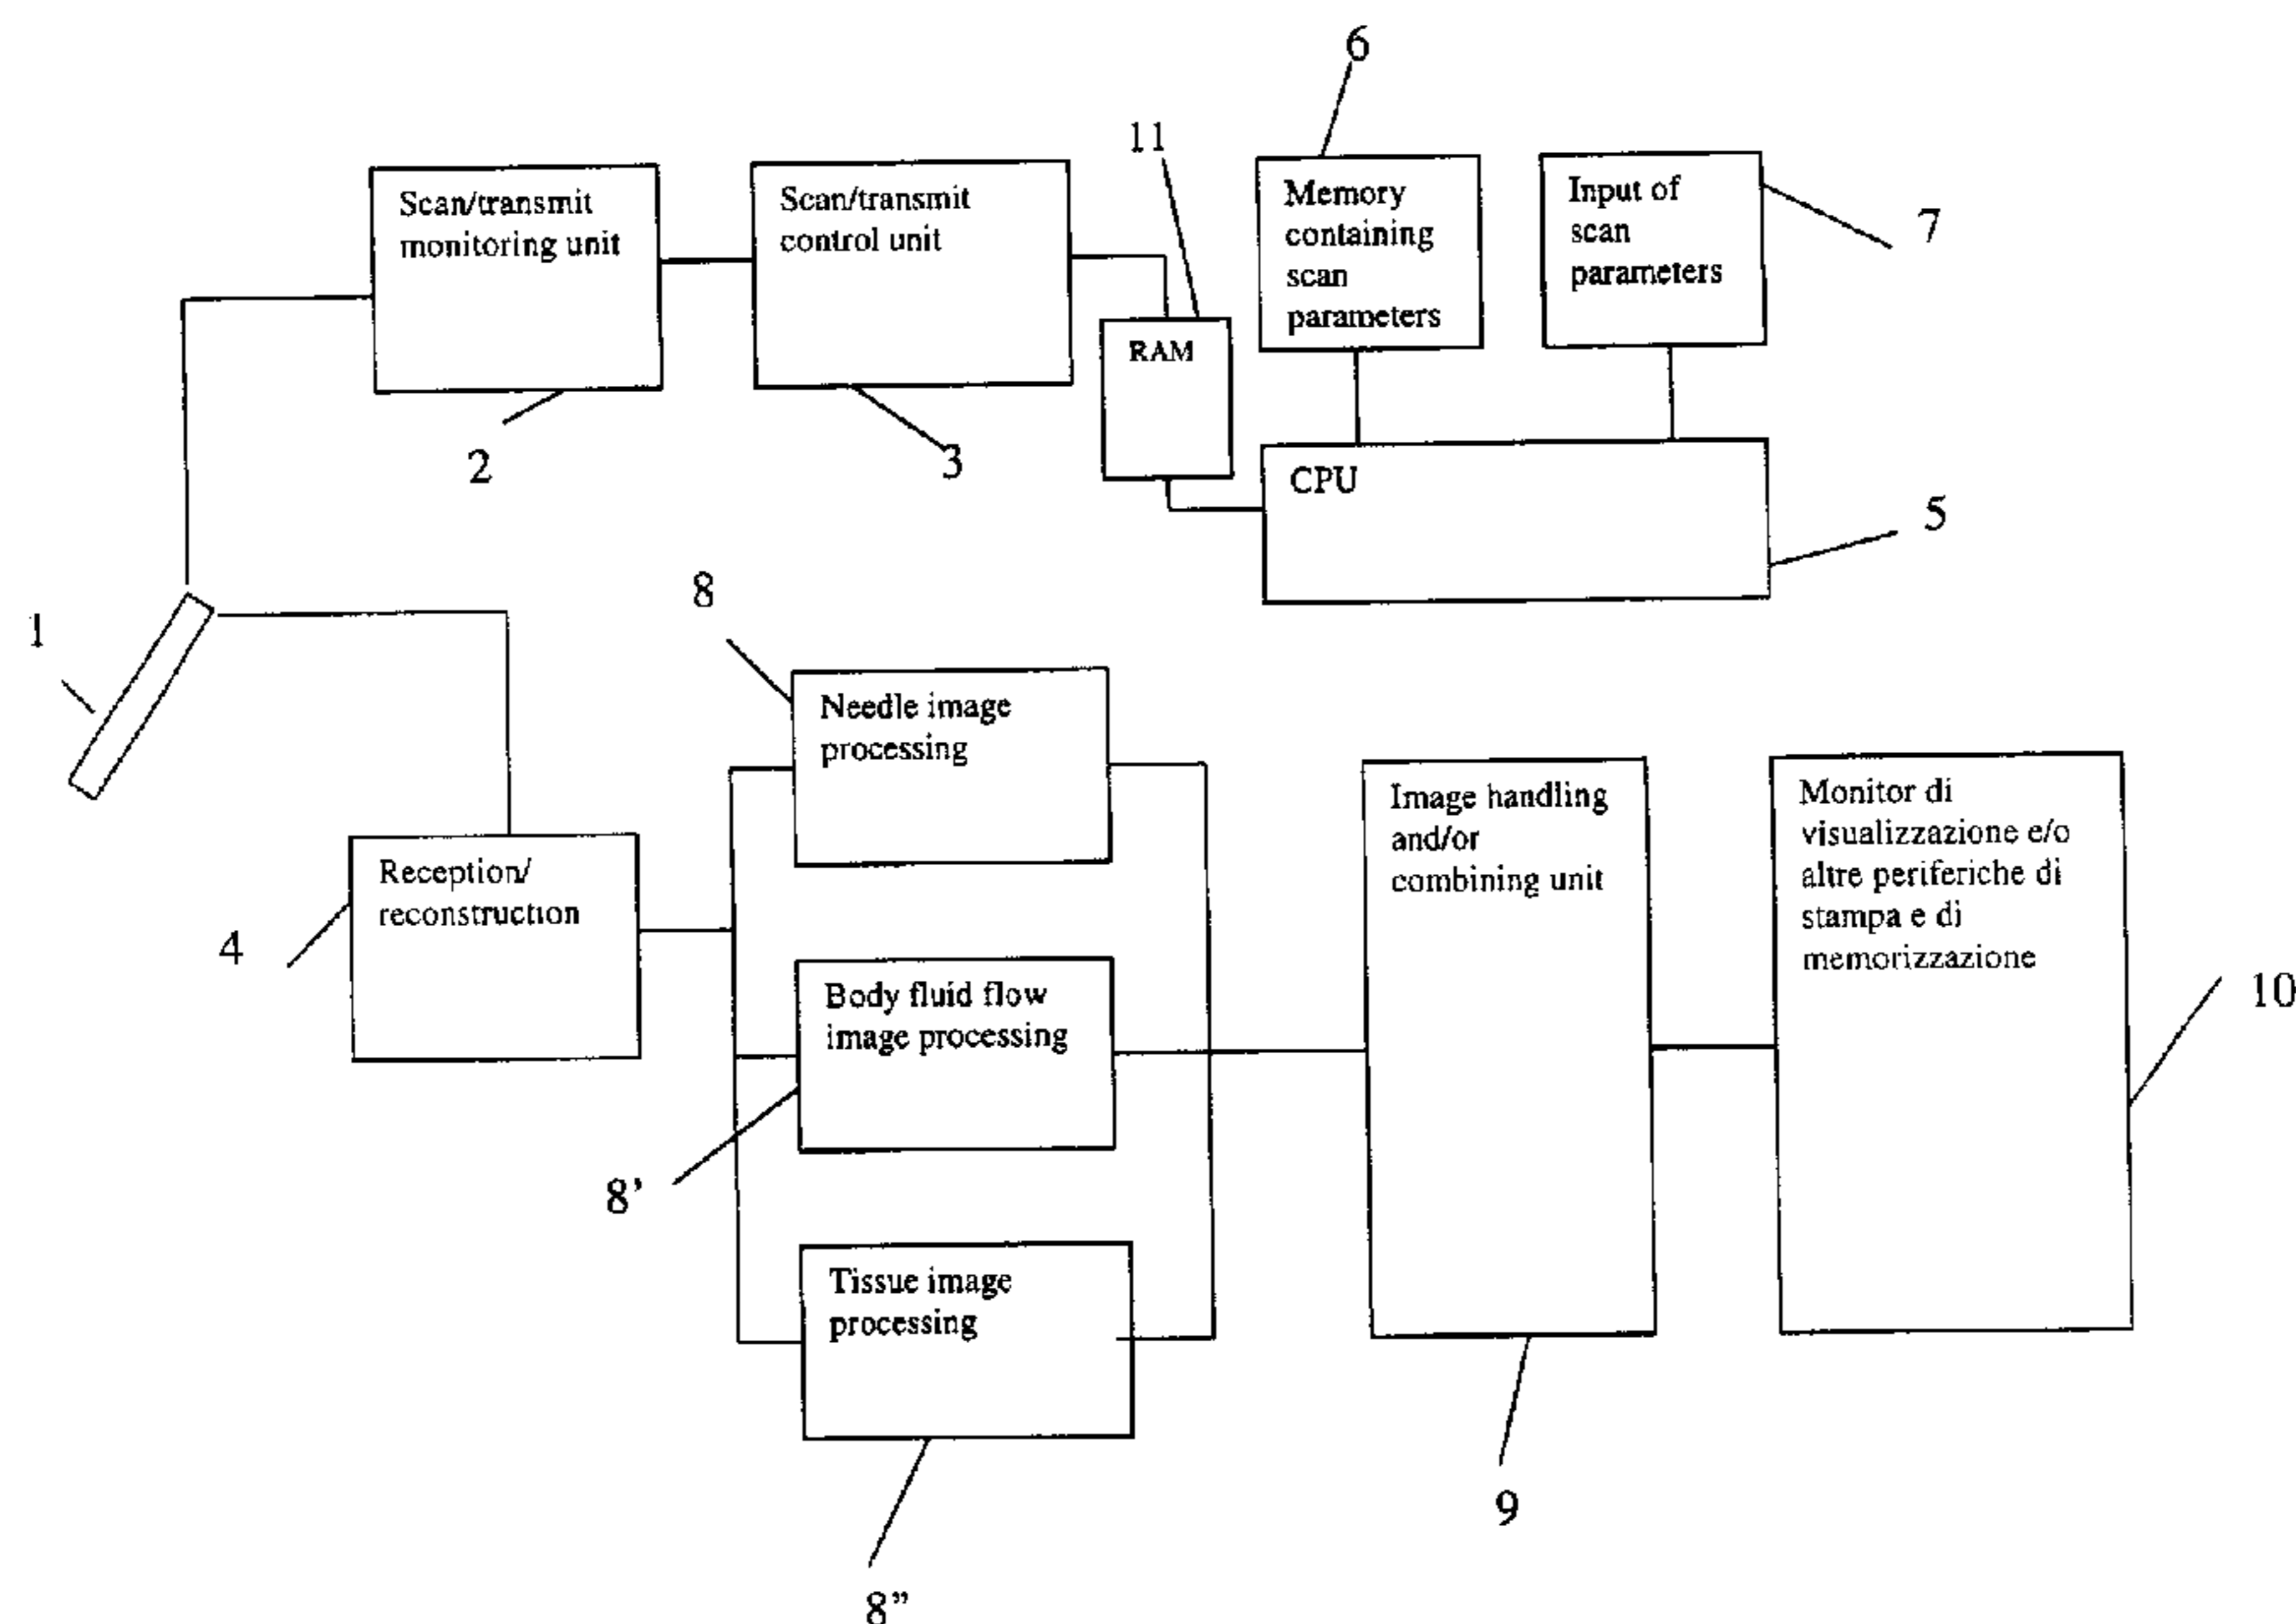 6
11
Scan/transmit
monitoring unit
Scan/transmit
control unit
Memory
containing
scan
parameters
Input of
scan
parameters
7
RAM
2
3
CPU
5
8
1
Needle image
processing
Reception/
reconstruction
4
Image handling
and/or
combining unit
Monitor di
visualizzazione e/o
altre periferiche di
stampa e di
memorizzazione
10
Body fluid flow
image processing
8’
Tissue image
processing
9
8”